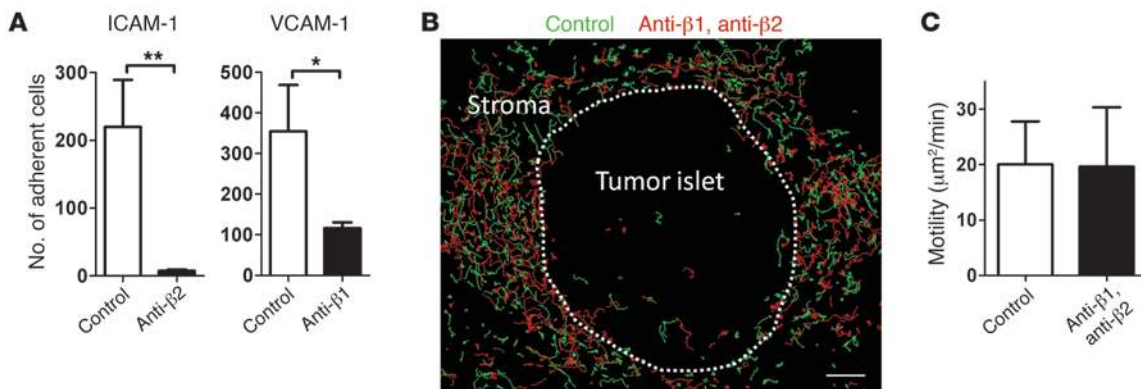 A
ICAM-1
VCAM-1
No. of adherent cells
300
200
100
0
**
Control
Anti-β2
500
400
300
200
100
0
*
Control
Anti-β1
B
Control Anti-β1, anti-β2
Stroma
Tumor islet
C
Motility (μm²/min)
30
20
10
0
Control
Anti-β1,
anti-β2